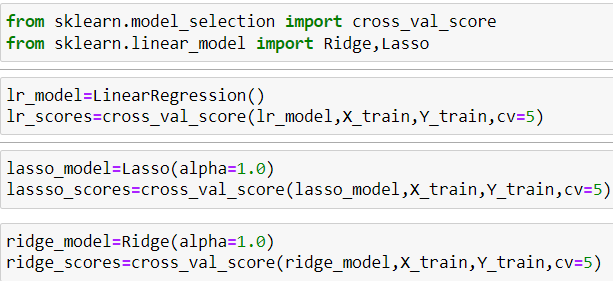 from sklearn.model_selection import cross_val_score
from sklearn.linear_model import Ridge,Lasso
lr_model=LinearRegression()
lr_scores=cross_val_score(lr_model,X_train,Y_train,cv=5)
lasso_model=Lasso(alpha=1.0)
lassso_scores=cross_val_score(lasso_model,X_train,Y_train,cv=5)
ridge_model=Ridge(alpha=1.0)
ridge_scores=cross_val_score(ridge_model,X_train,Y_train,cv=5)